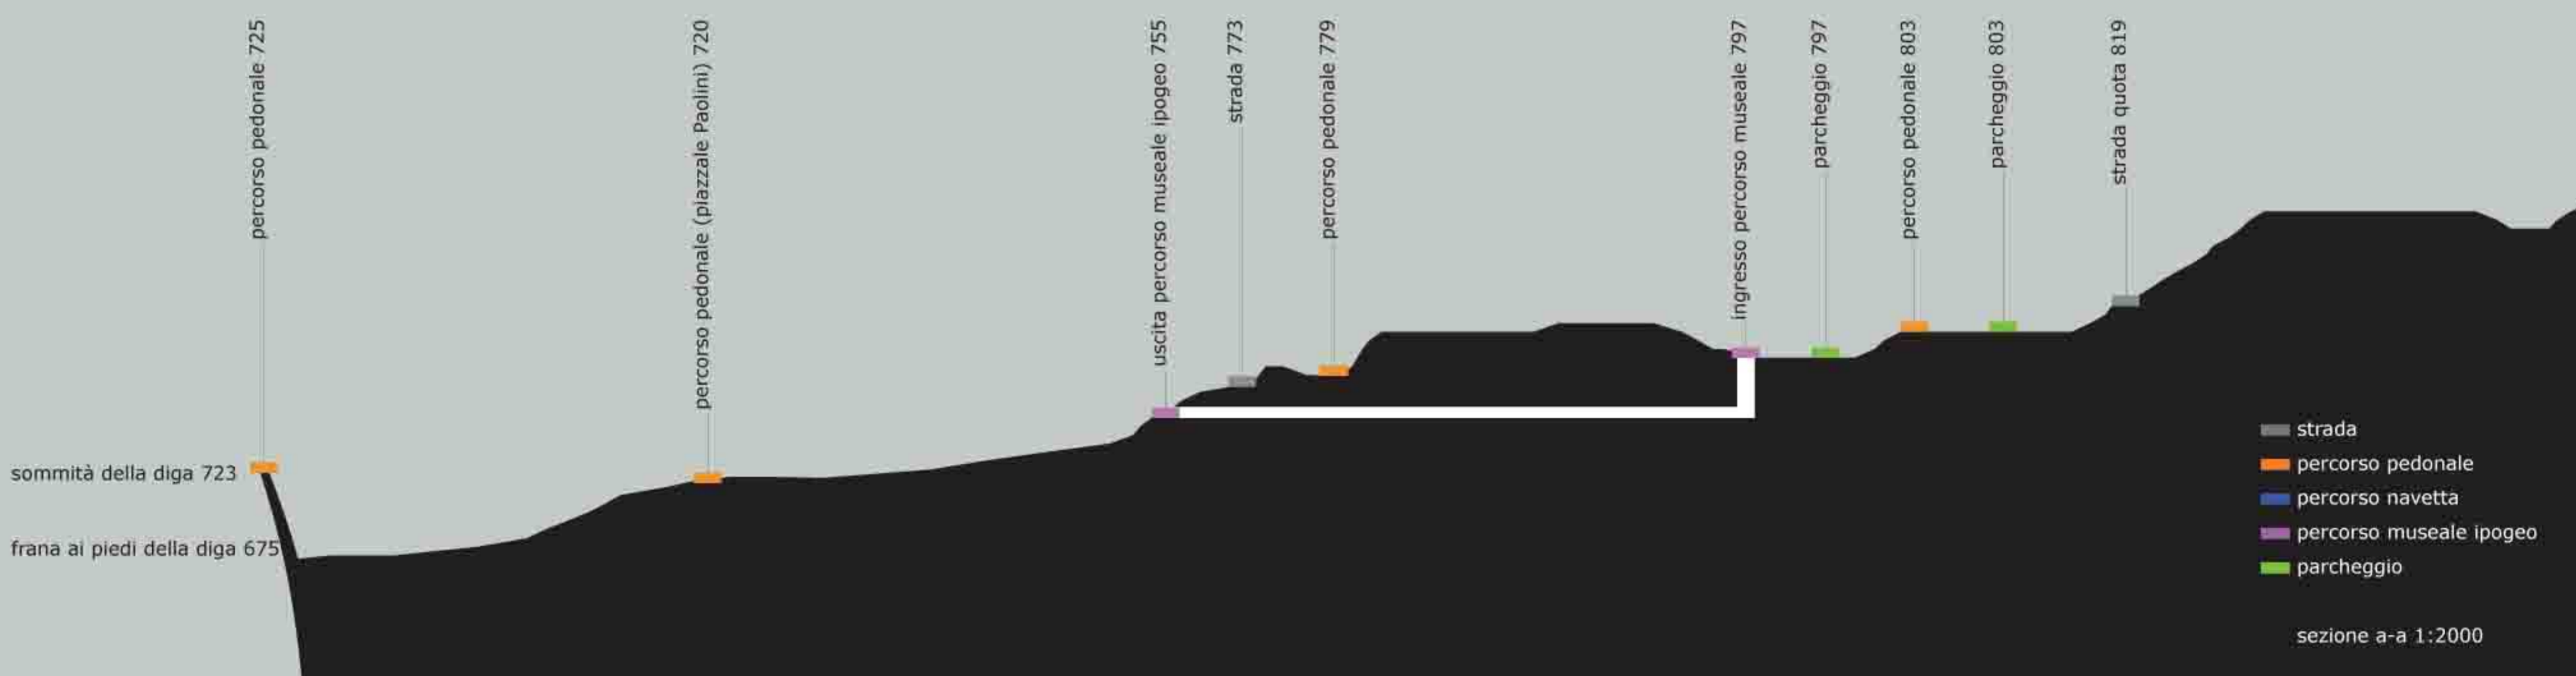 percorso pedonale 725
percorso pedonale (piazzale Paolini) 720
uscita percorso museale ipogeo 755
strada 773
percorso pedonale 779
ingresso percorso museale 797
parcheggio 797
percorso pedonale 803
parcheggio 803
strada quota 819
sommità della diga 723
frana ai piedi della diga 675
strada
percorso pedonale
percorso navetta
percorso museale ipogeo
parcheggio
sezione a-a 1:2000